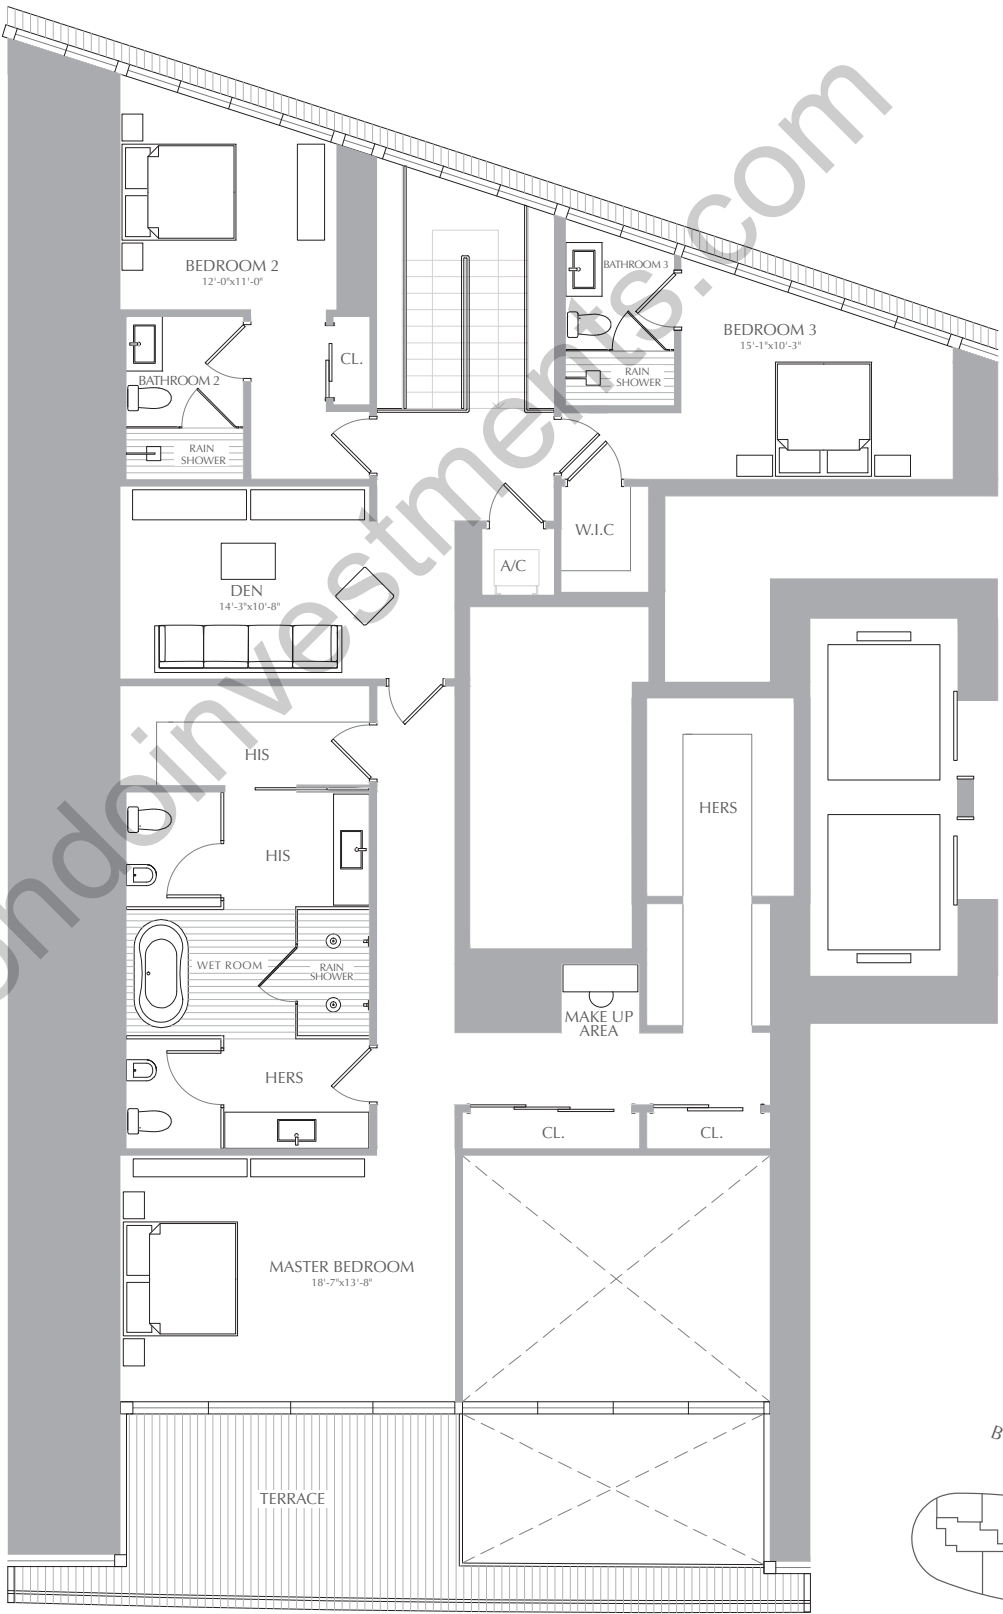 BEDROOM 2
12'-0"x11'-0"
BATHROOM 3
BEDROOM 3
15'-1"x10'-3"
CL.
BATHROOM 2
RAIN
SHOWER
RAIN
SHOWER
W.I.C
A/C
DEN
14'-3"x10'-8"
HIS
HERS
HIS
WET ROOM
RAIN
SHOWER
MAKE UP
AREA
HERS
CL.
CL.
MASTER BEDROOM
18'-7"x13'-8"
TERRACE
B
ondoinvestments.com